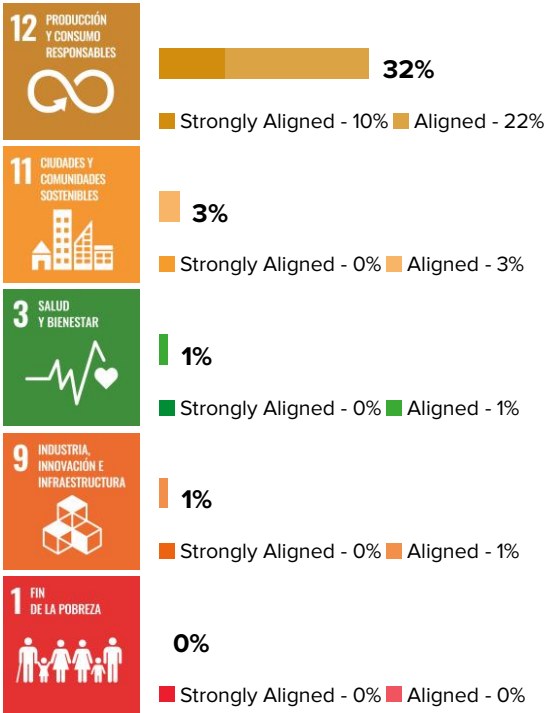 12 PRODUCCIÓN
Y CONSUMO
RESPONSABLES
32%
Strongly Aligned - 10% Aligned - 22%
11 CIUDADES Y
COMUNIDADES
SOSTENIBLES
3%
Strongly Aligned - 0% Aligned - 3%
3 SALUD
Y BIENESTAR
1%
Strongly Aligned - 0% Aligned - 1%
9 INDUSTRIA,
INNOVACIÓN E
INFRAESTRUCTURA
1%
Strongly Aligned - 0% Aligned - 1%
1 FIN
DE LA POBREZA
0%
Strongly Aligned - 0% Aligned - 0%